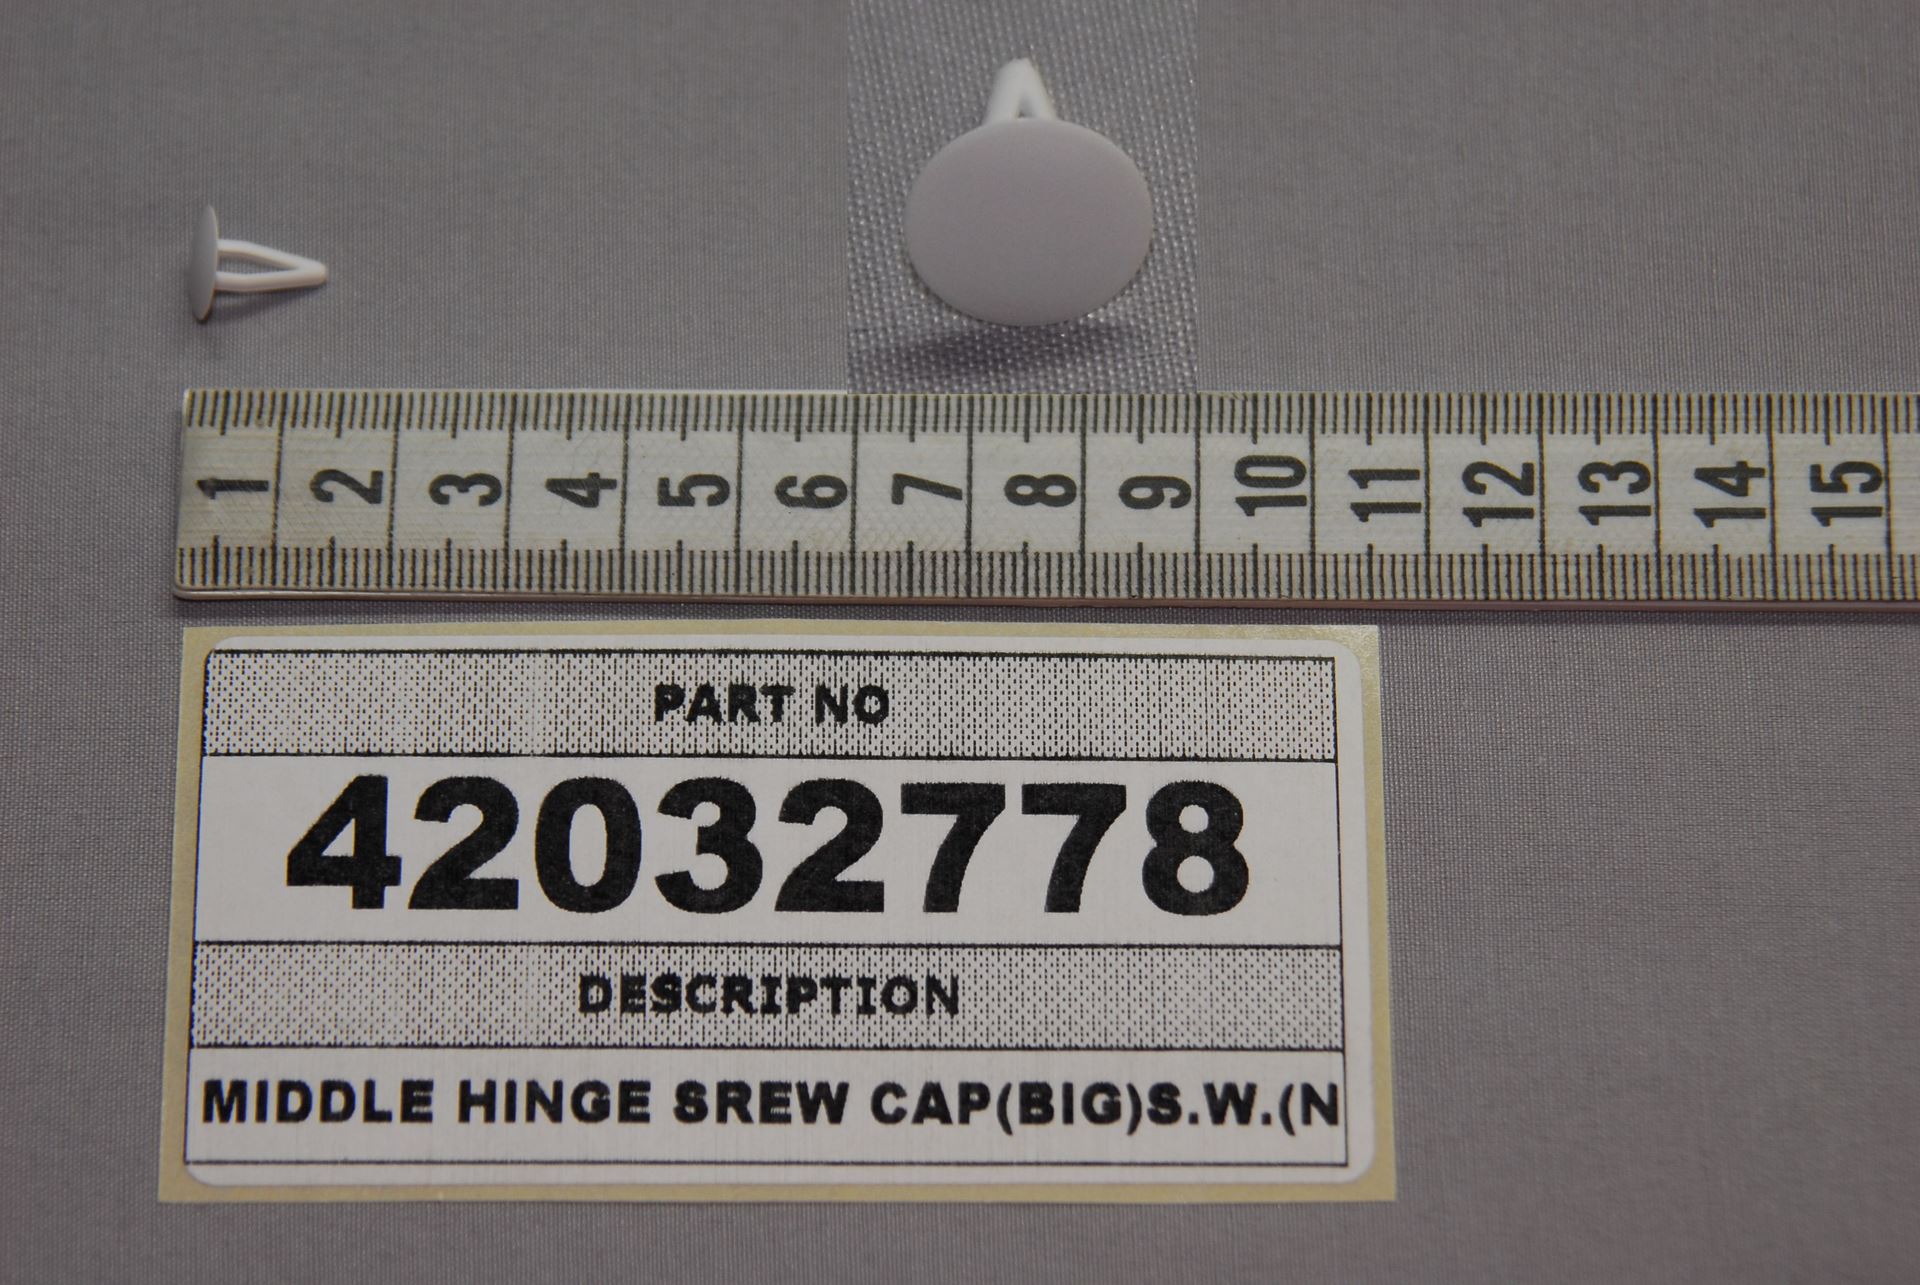 1 2 3 4 5 6 7 8 9 10 11 12 13 14 15
PART NO
42032778
DESCRIPTION
MIDDLE HINGE SREW CAP(BIG)S.W.(N